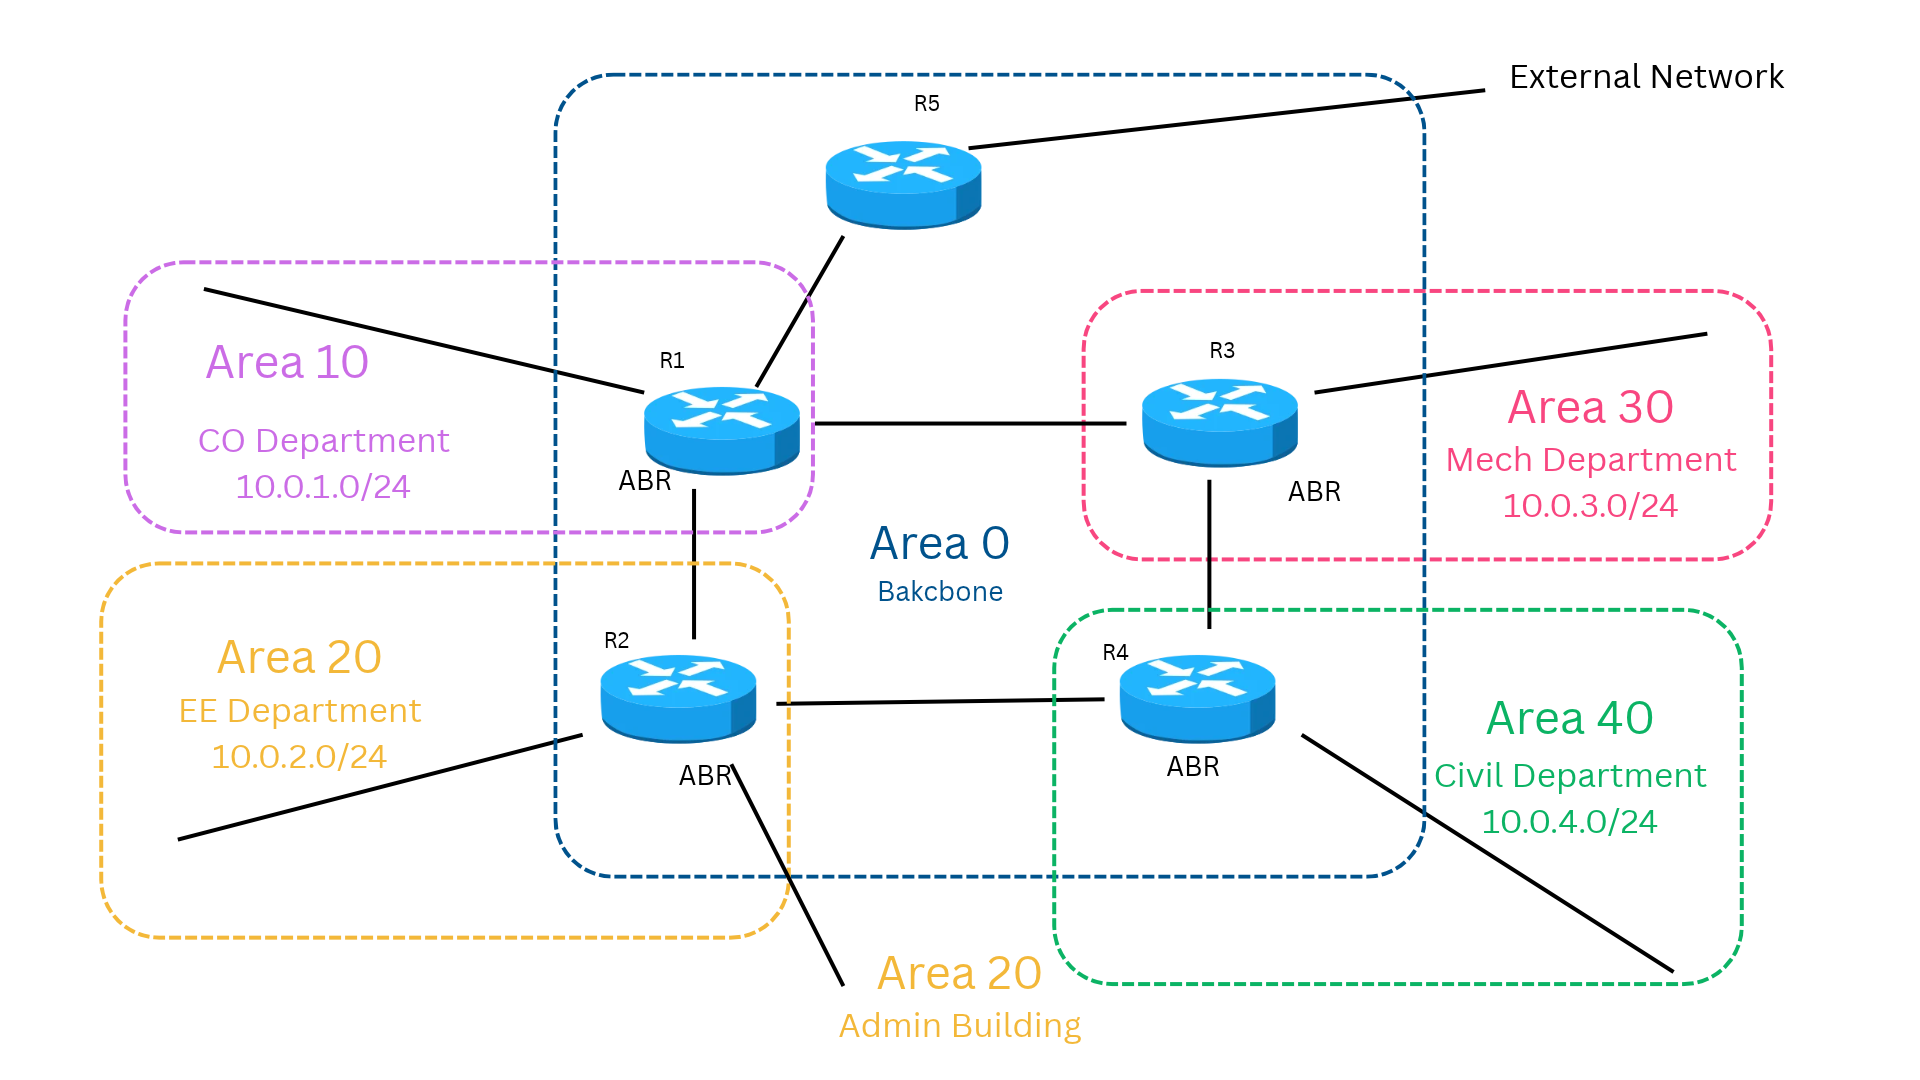 External Network
R5
R1
R3
Area 10
CO Department
10.0.1.0/24
ABR
Area 30
Mech Department
10.0.3.0/24
ABR
Area 0
Bakcbone
R2
R4
Area 20
EE Department
10.0.2.0/24
ABR
ABR
Area 40
Civil Department
10.0.4.0/24
Area 20
Admin Building